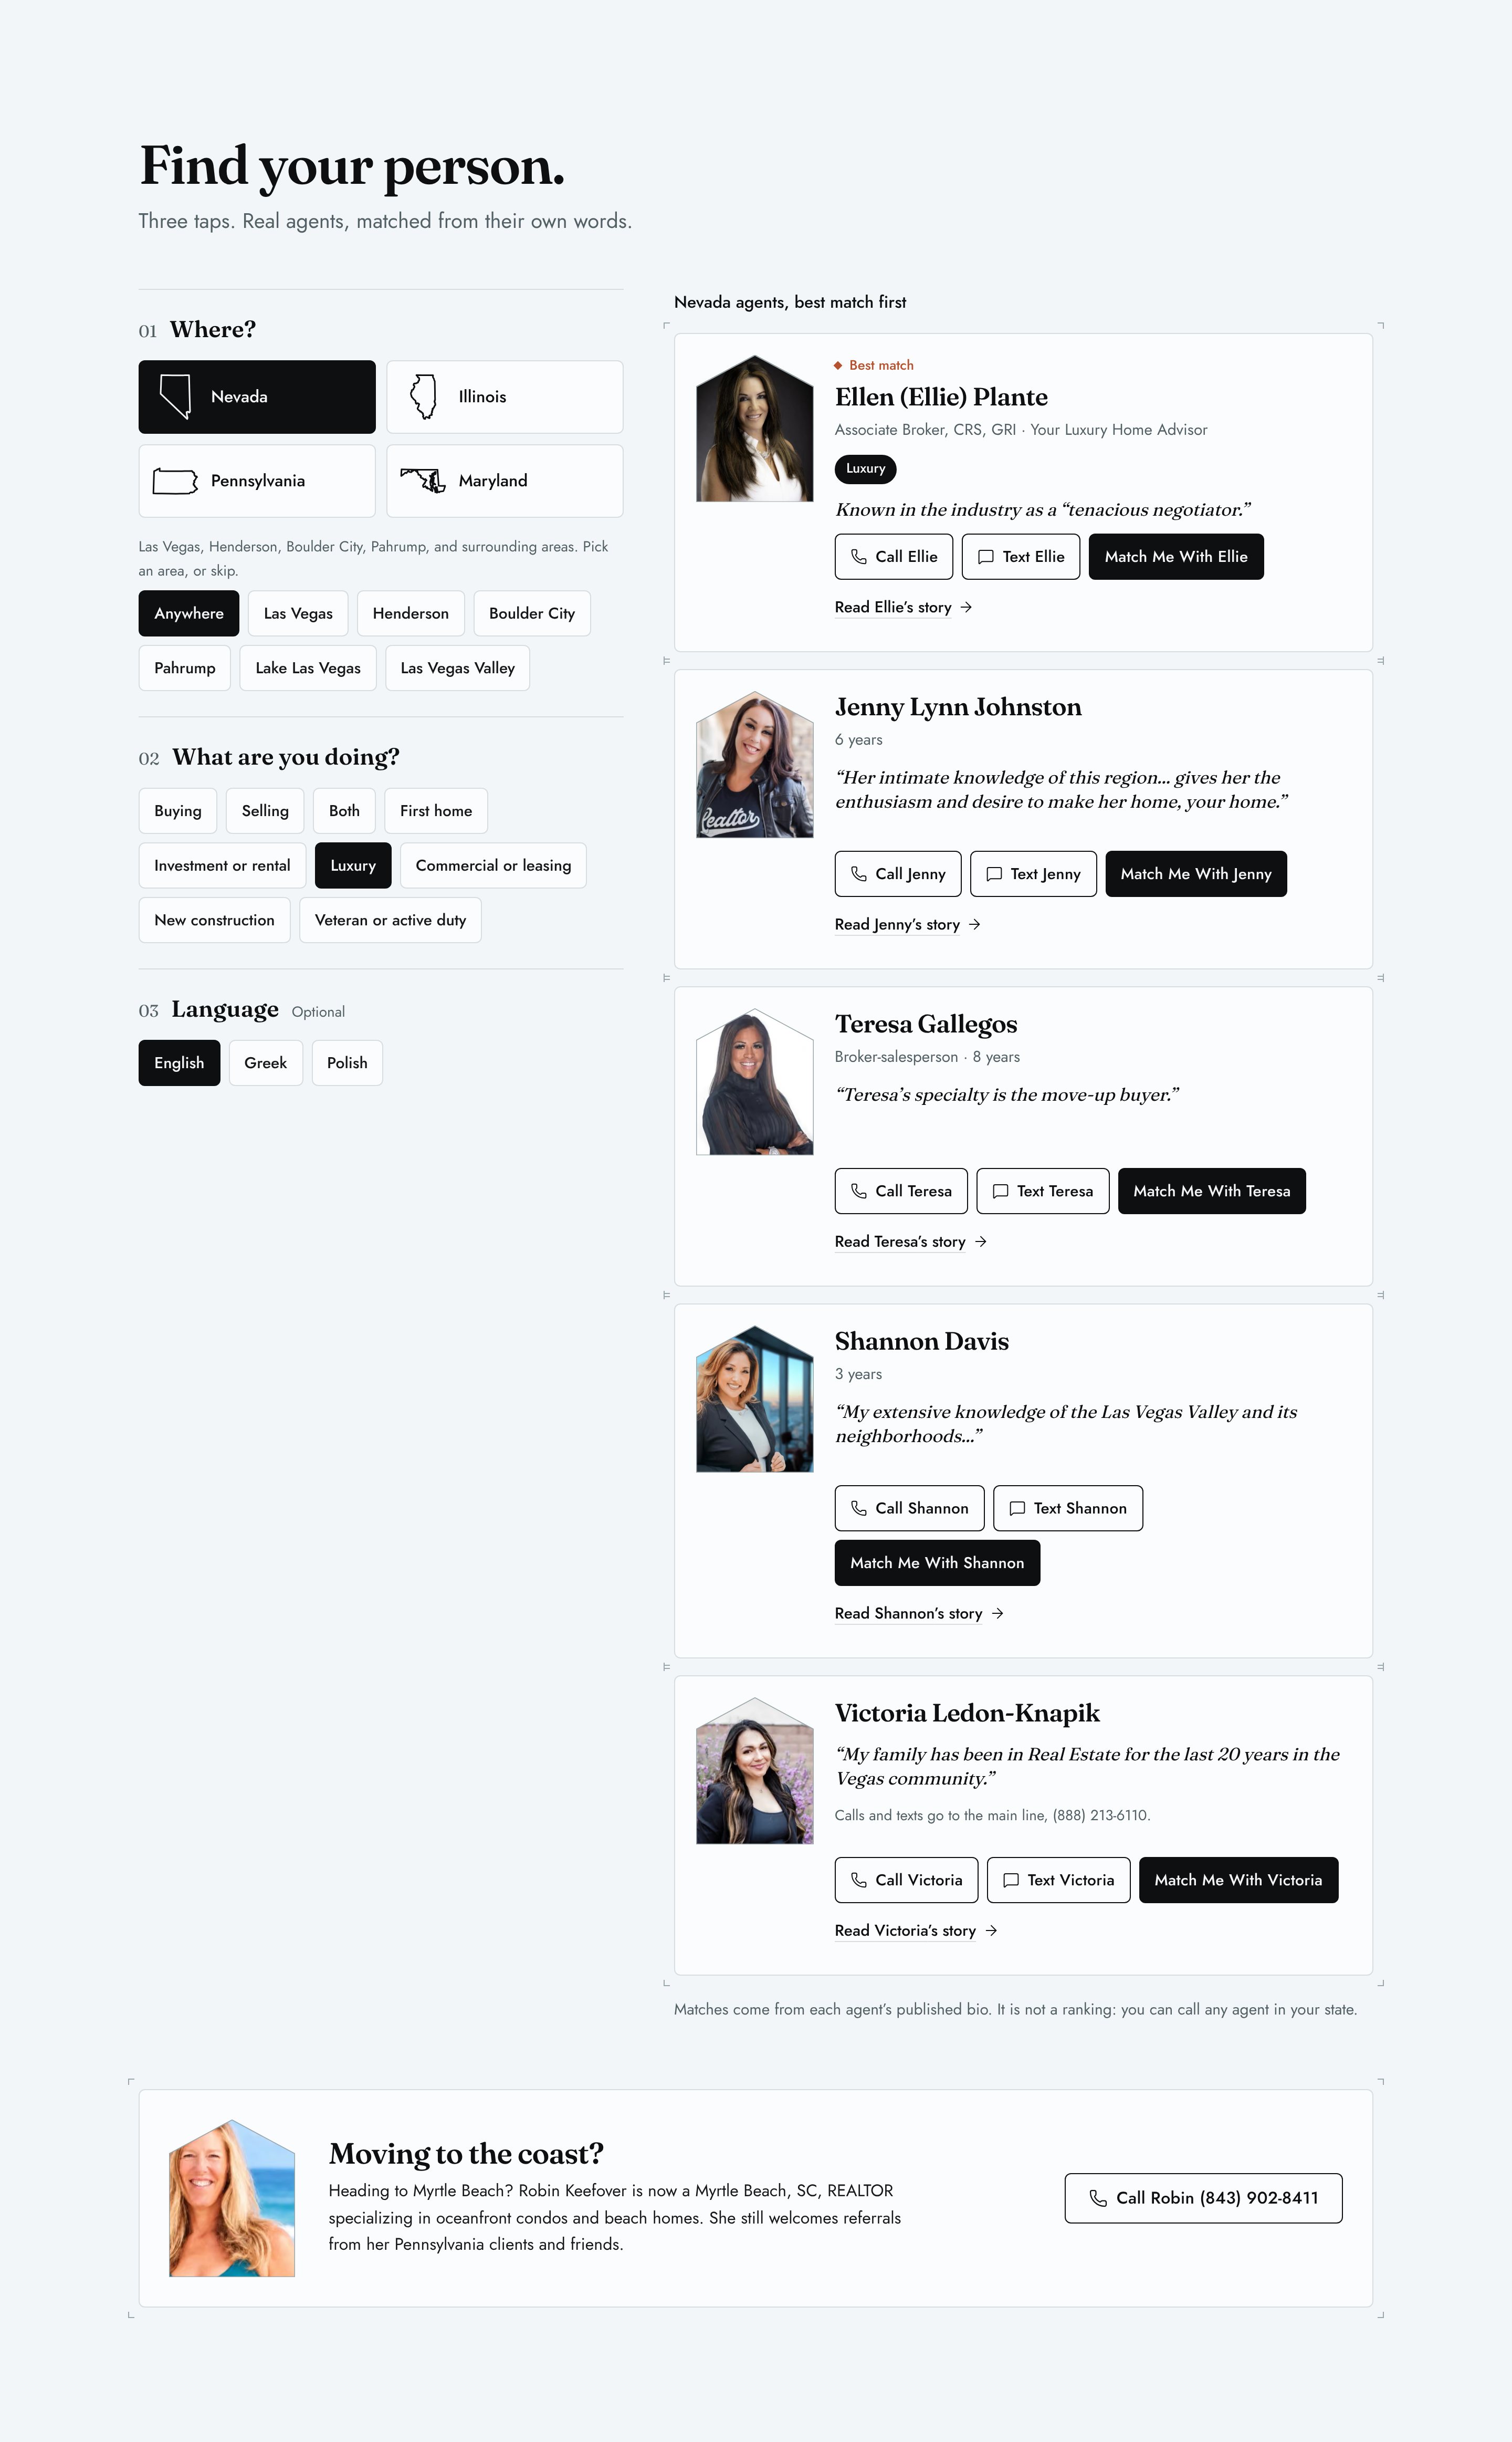 Find your person.
Three taps. Real agents, matched from their own words.
01 Where?
Nevada
Illinois
Pennsylvania
Maryland
Las Vegas, Henderson, Boulder City, Pahrump, and surrounding areas. Pick
an area, or skip.
Anywhere
Las Vegas
Henderson
Boulder City
Pahrump
Lake Las Vegas
Las Vegas Valley
02 What are you doing?
Buying
Selling
Both
First home
Investment or rental
Luxury
Commercial or leasing
New construction
Veteran or active duty
03 Language Optional
English
Greek
Polish
Nevada agents, best match first
Best match
Ellen (Ellie) Plante
Associate Broker, CRS, GRI · Your Luxury Home Advisor
Luxury
Known in the industry as a “tenacious negotiator.”
Call Ellie
Text Ellie
Match Me With Ellie
Read Ellie’s story →
Realtor
Jenny Lynn Johnston
6 years
“Her intimate knowledge of this region... gives her the
enthusiasm and desire to make her home, your home.”
Call Jenny
Text Jenny
Match Me With Jenny
Read Jenny’s story →
Teresa Gallegos
Broker-salesperson · 8 years
“Teresa’s specialty is the move-up buyer.”
Call Teresa
Text Teresa
Match Me With Teresa
Read Teresa’s story →
Shannon Davis
3 years
“My extensive knowledge of the Las Vegas Valley and its
neighborhoods...”
Call Shannon
Text Shannon
Match Me With Shannon
Read Shannon’s story →
Victoria Ledon-Knapik
“My family has been in Real Estate for the last 20 years in the
Vegas community.”
Calls and texts go to the main line, (888) 213-6110.
Call Victoria
Text Victoria
Match Me With Victoria
Read Victoria’s story →
Matches come from each agent’s published bio. It is not a ranking: you can call any agent in your state.
Moving to the coast?
Heading to Myrtle Beach? Robin Keefover is now a Myrtle Beach, SC, REALTOR
specializing in oceanfront condos and beach homes. She still welcomes referrals
from her Pennsylvania clients and friends.
Call Robin (843) 902-8411